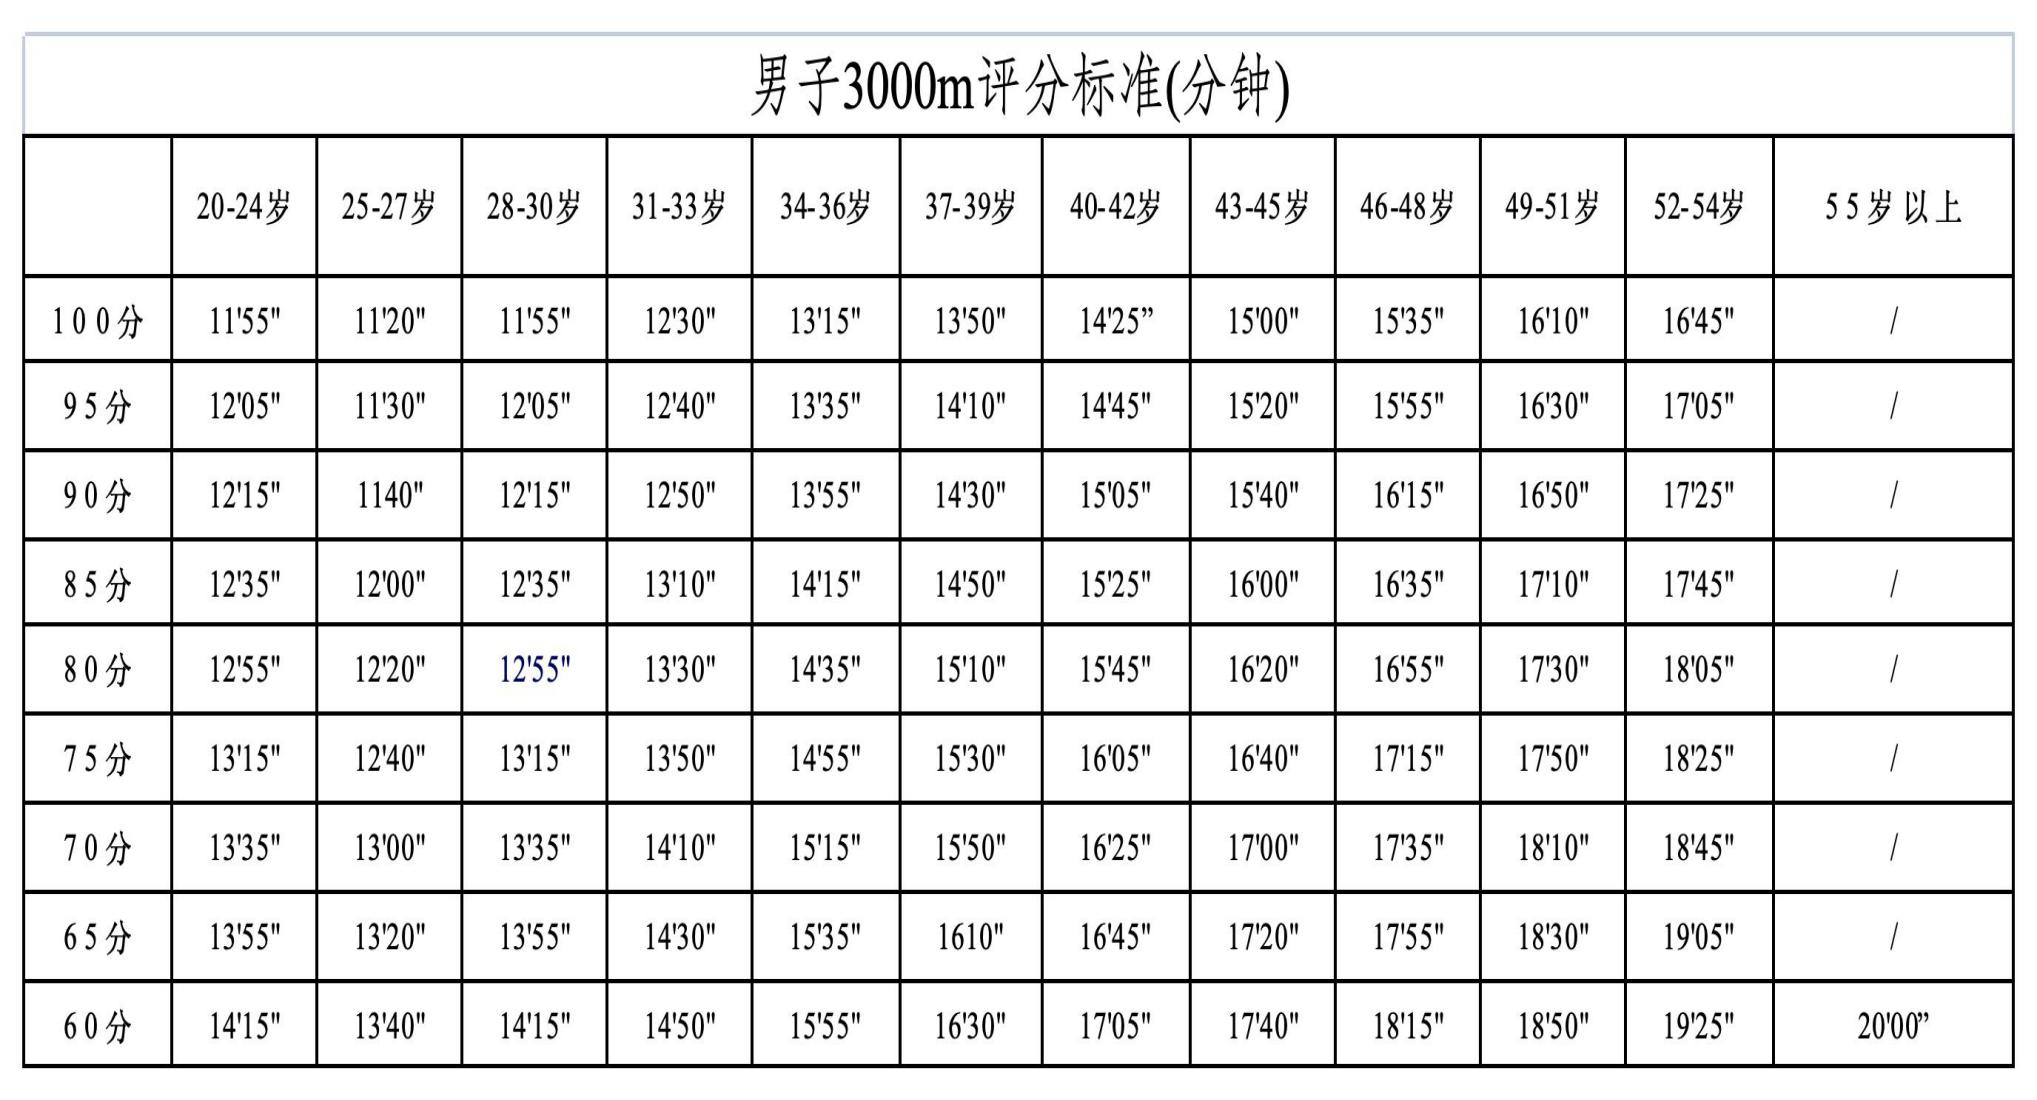 男子3000m评分标准(分钟)
20-24岁 25-27岁 28-30岁 31-33岁 34-36岁 37-39岁 40-42岁 43-45岁 46-48岁 49-51岁 52-54岁 55岁以上
100分 11'55" 11'20" 11'55" 12'30" 13'15" 13'50" 14'25” 15'00" 15'35" 16'10" 16'45" /
95分 12'05" 11'30" 12'05" 12'40" 13'35" 14'10" 14'45" 15'20" 15'55" 16'30" 17'05" /
90分 12'15" 1140" 12'15" 12'50" 13'55" 14'30" 15'05" 15'40" 16'15" 16'50" 17'25" /
85分 12'35" 12'00" 12'35" 13'10" 14'15" 14'50" 15'25" 16'00" 16'35" 17'10" 17'45" /
80分 12'55" 12'20" 12'55" 13'30" 14'35" 15'10" 15'45" 16'20" 16'55" 17'30" 18'05" /
75分 13'15" 12'40" 13'15" 13'50" 14'55" 15'30" 16'05" 16'40" 17'15" 17'50" 18'25" /
70分 13'35" 13'00" 13'35" 14'10" 15'15" 15'50" 16'25" 17'00" 17'35" 18'10" 18'45" /
65分 13'55" 13'20" 13'55" 14'30" 15'35" 1610" 16'45" 17'20" 17'55" 18'30" 19'05" /
60分 14'15" 13'40" 14'15" 14'50" 15'55" 16'30" 17'05" 17'40" 18'15" 18'50" 19'25" 20'00”